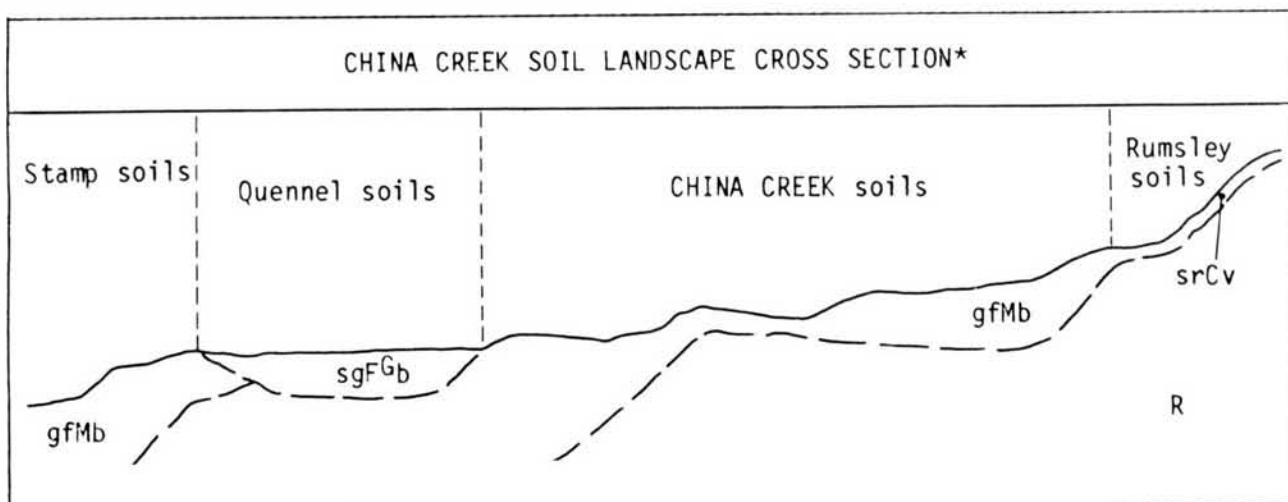 CHINA CREEK SOIL LANDSCAPE CROSS SECTION*
Stamp soils
Quennel soils
CHINA CREEK soils
Rumsley
soils
srCv
gfMb
sgFGb
gfMb
R